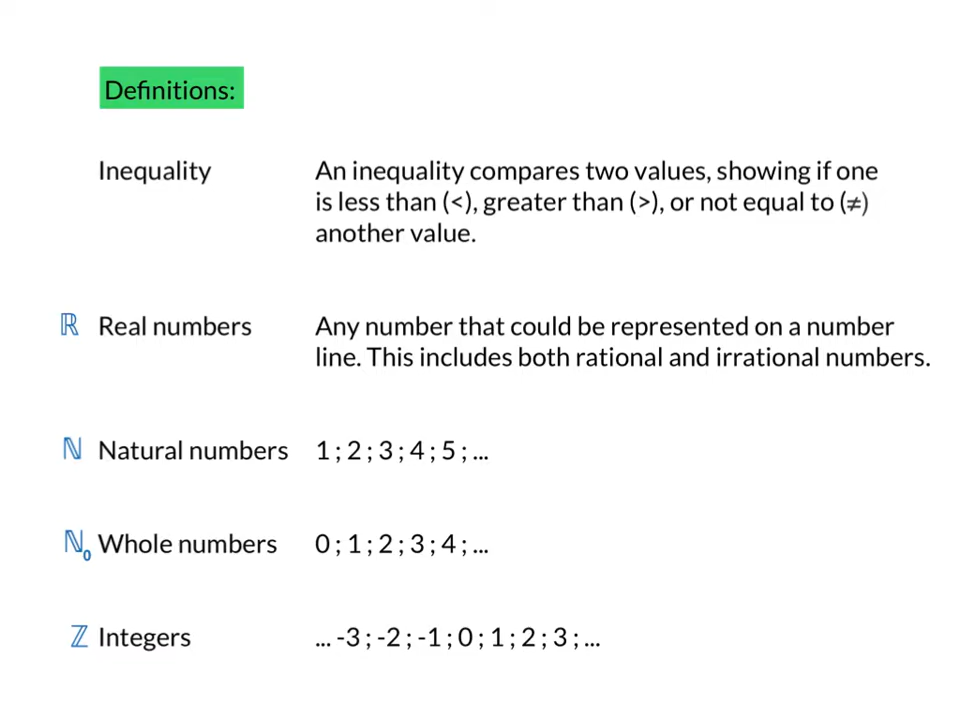 Definitions:
Inequality An inequality compares two values, showing if one
is less than (<), greater than (>), or not equal to (≠)
another value.
ℝ Real numbers Any number that could be represented on a number
line. This includes both rational and irrational numbers.
ℕ Natural numbers 1 ; 2 ; 3 ; 4 ; 5 ; ...
ℕ₀ Whole numbers 0 ; 1 ; 2 ; 3 ; 4 ; ...
ℤ Integers ... -3 ; -2 ; -1 ; 0 ; 1 ; 2 ; 3 ; ...